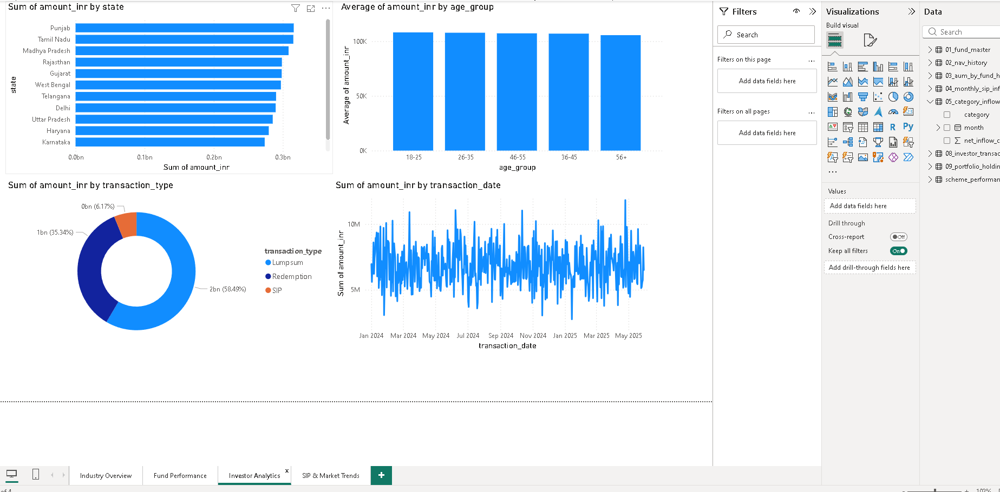 Sum of amount_inr by state
state
Punjab
Tamil Nadu
Madhya Pradesh
Rajasthan
Gujarat
West Bengal
Telangana
Delhi
Uttar Pradesh
Haryana
Karnataka
0.0bn 0.1bn 0.2bn 0.3bn
Sum of amount_inr
Average of amount_inr by age_group
Average of amount_inr
100K
50K
0K
18-25 26-35 46-55 36-45 56+
age_group
Sum of amount_inr by transaction_type
0bn (6.17%)
1bn (35.34%)
2bn (58.49%)
transaction_type
Lumpsum
Redemption
SIP
Sum of amount_inr by transaction_date
Sum of amount_inr
10M
5M
Jan 2024 Mar 2024 May 2024 Jul 2024 Sep 2024 Nov 2024 Jan 2025 Mar 2025 May 2025
transaction_date
Filters
Search
Filters on this page ...
Add data fields here
Filters on all pages ...
Add data fields here
Visualizations
Build visual
123
R Py
...
Values
Add data fields here
Drill through
Cross-report Off
Keep all filters On
Add drill-through fields here
Data
Search
01_fund_master
02_nav_history
03_aum_by_fund_h
04_monthly_sip_inf
05_category_inflow
category
month
net_inflow_c
08_investor_transac
09_portfolio_holdin
scheme_performan
Industry Overview Fund Performance Investor Analytics x SIP & Market Trends +
of 4
- + 103%